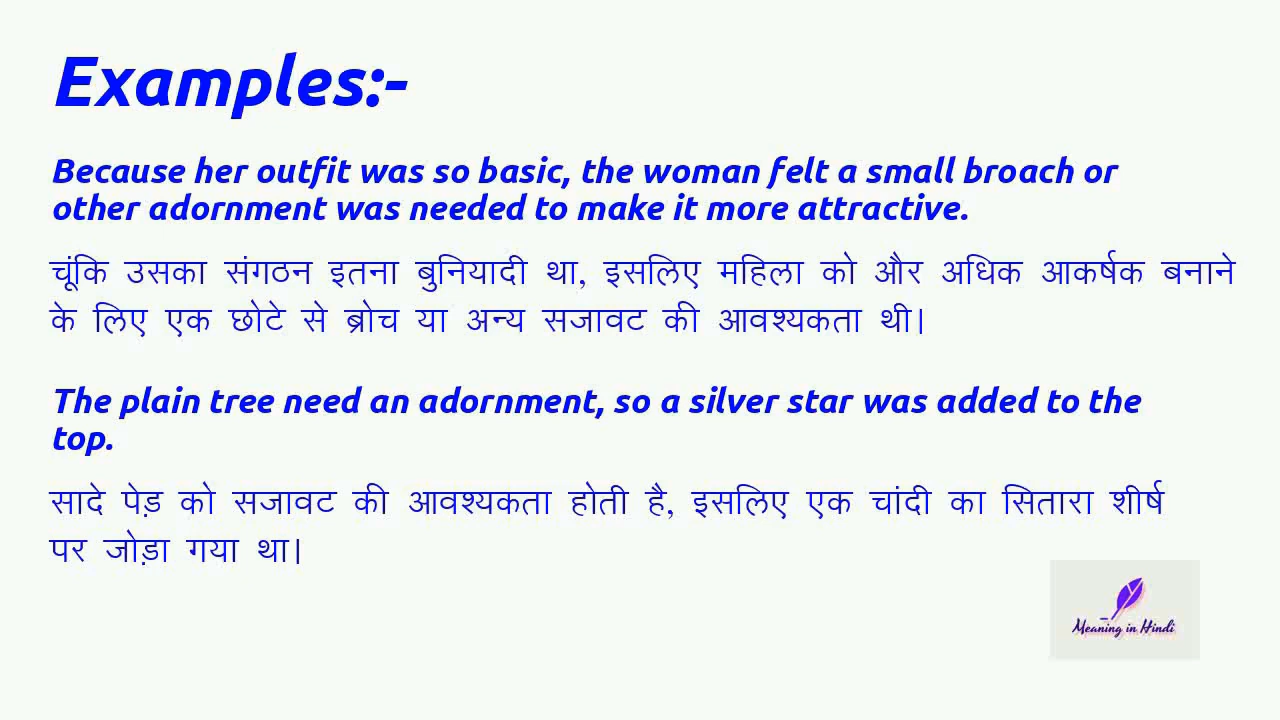 Examples:-
Because her outfit was so basic, the woman felt a small broach or
other adornment was needed to make it more attractive.
चूंकि उसका संगठन इतना बुनियादी था, इसलिए महिला को और अधिक आकर्षक बनाने
के लिए एक छोटे से ब्रोच या अन्य सजावट की आवश्यकता थी।
The plain tree need an adornment, so a silver star was added to the
top.
सादे पेड़ को सजावट की आवश्यकता होती है, इसलिए एक चांदी का सितारा शीर्ष
पर जोड़ा गया था।
Meaning in Hindi